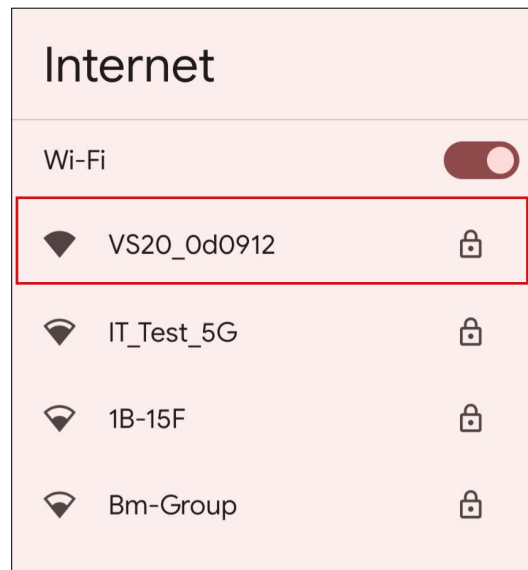 Internet
Wi-Fi
VS20_0d0912
IT_Test_5G
1B-15F
Bm-Group